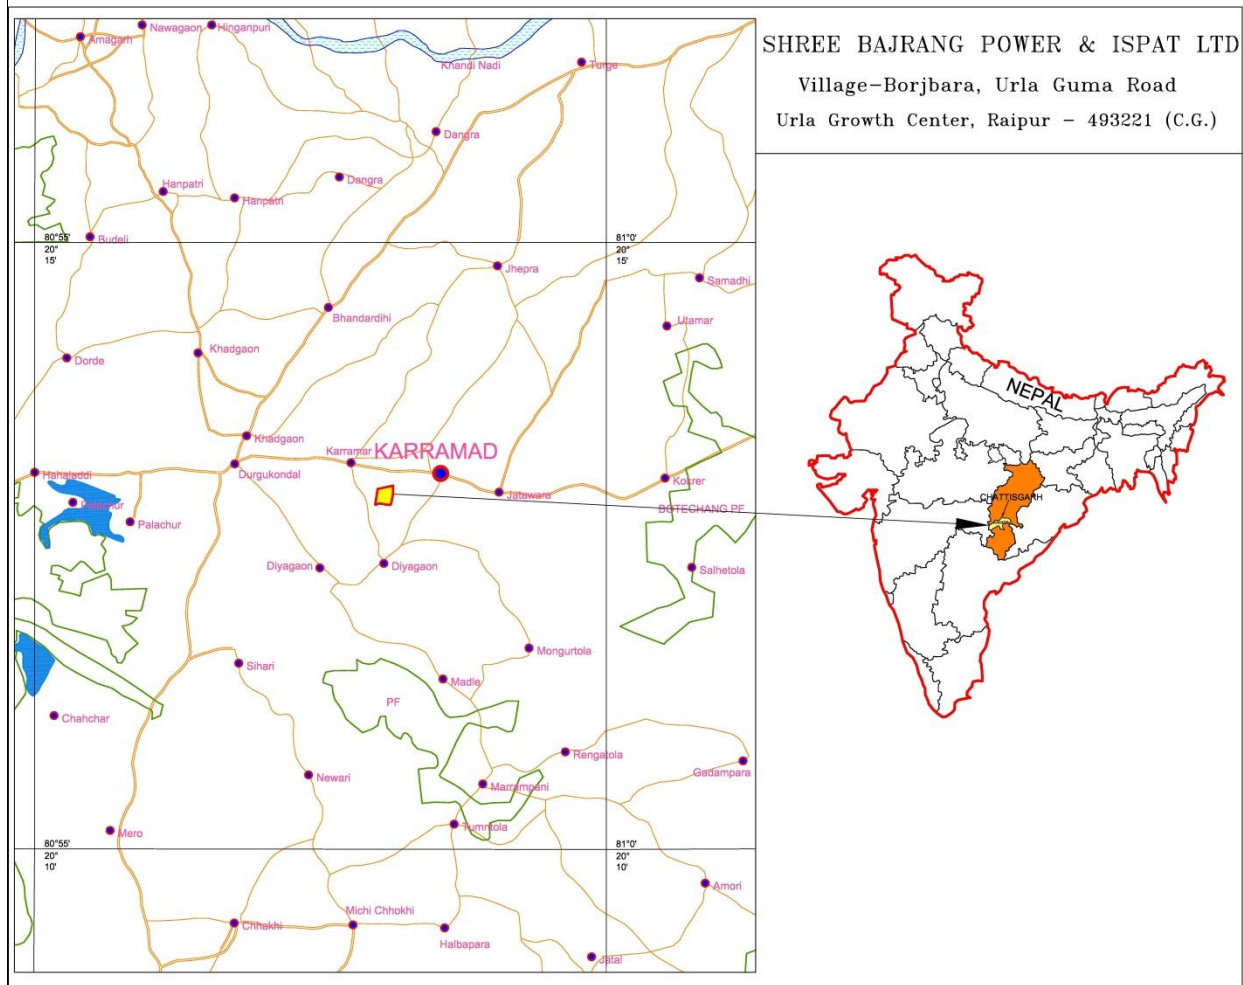 SHREE BAJRANG POWER & ISPAT LTD
Village-Borjbara, Urla Guma Road
Urla Growth Center, Raipur - 493221 (C.G.)
Nawagaon
Hinganpuri
Amagarh
Khandi Nadi
Turge
Dangra
Dangra
Hanpatri
Hanpatri
Budeli
80°55'
20°
15'
81°0'
20°
15'
Jhepra
Samadhi
Bhandardihi
Utamar
Khadgaon
Dorde
NEPAL
Khadgaon
Karramar
KARRAMAD
Durgukondal
Hahaladdi
Jatawara
Kokrer
CHATTISGARH
Palachur
BOTECHANG PF
Palachur
Diyagaon
Diyagaon
Salhetola
Mongurtola
Sihari
Madle
PF
Chahchar
Rengatola
Gadampara
Newari
Marrampani
Tumntola
Mero
80°55'
20°
10'
81°0'
20°
10'
Amori
Michi Chhokhi
Chhakhi
Halbapara
Jatal